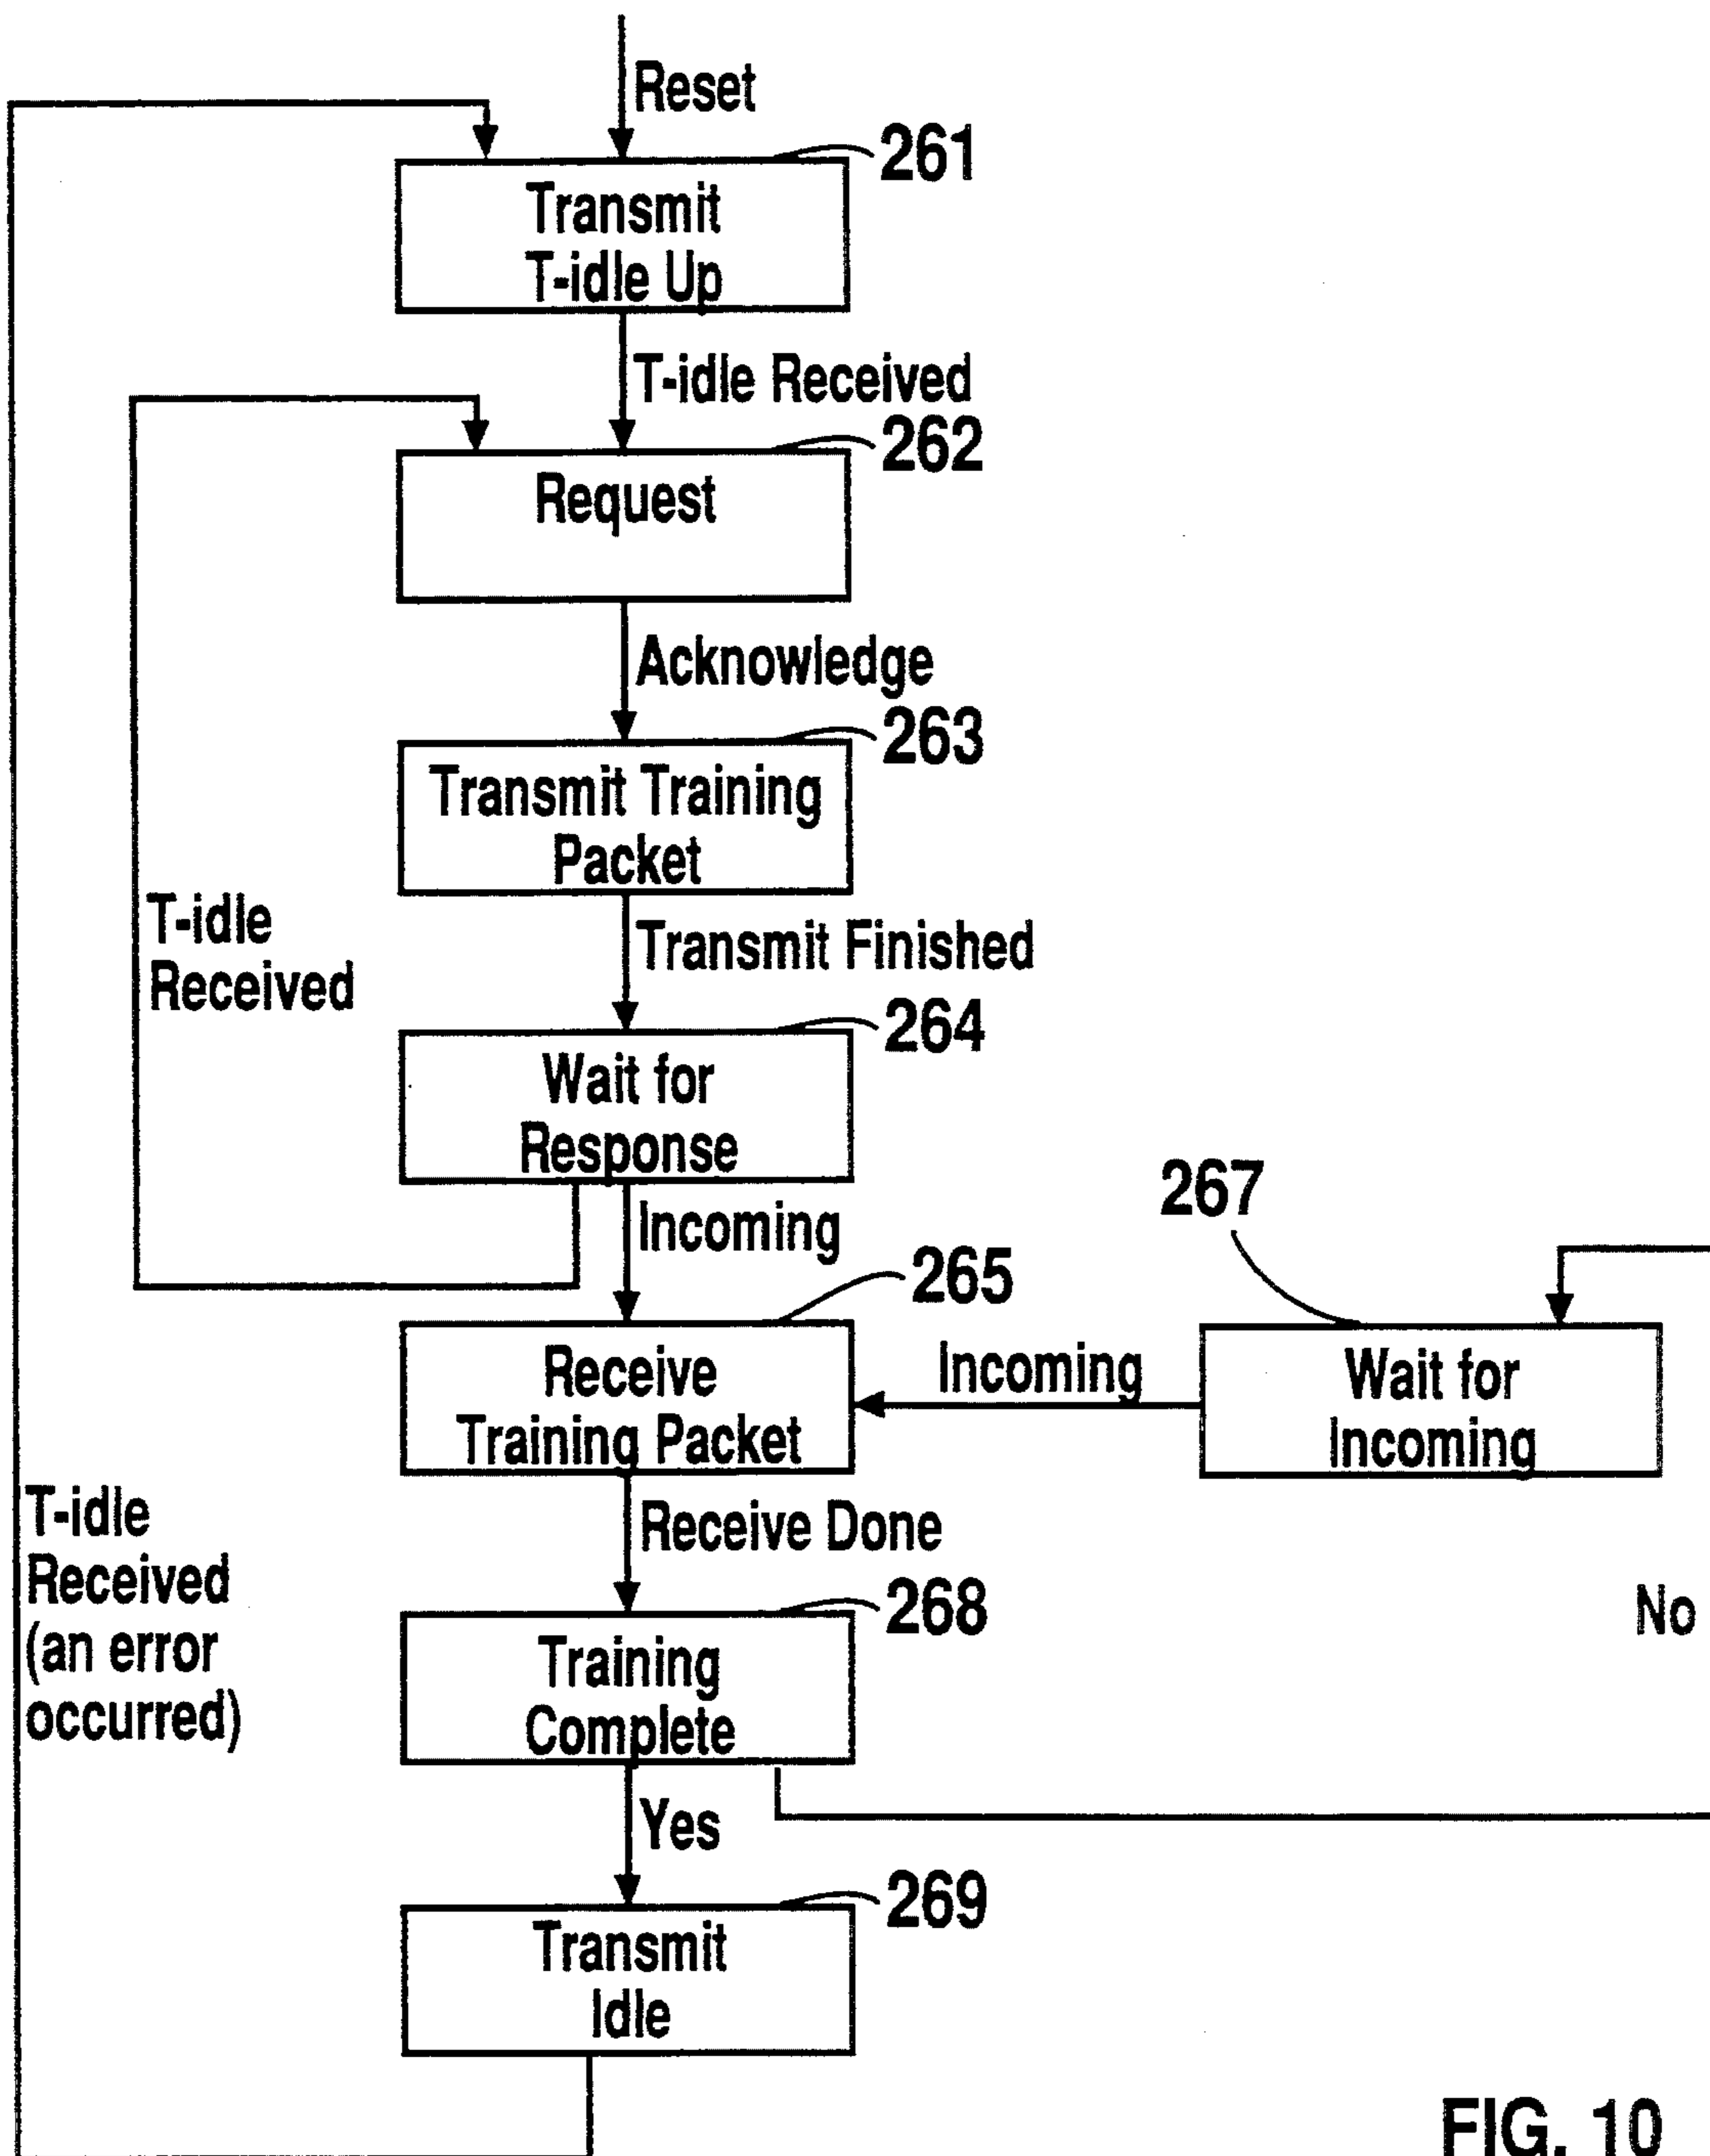 Reset
261
Transmit
T-idle Up
T-idle Received
262
Request
Acknowledge
263
Transmit Training
Packet
T-idle
Received
Transmit Finished
264
Wait for
Response
Incoming
267
265
Receive
Training Packet
Incoming
Wait for
Incoming
T-idle
Received
(an error
occurred)
Receive Done
268
No
Training
Complete
Yes
269
Transmit
Idle
FIG. 10